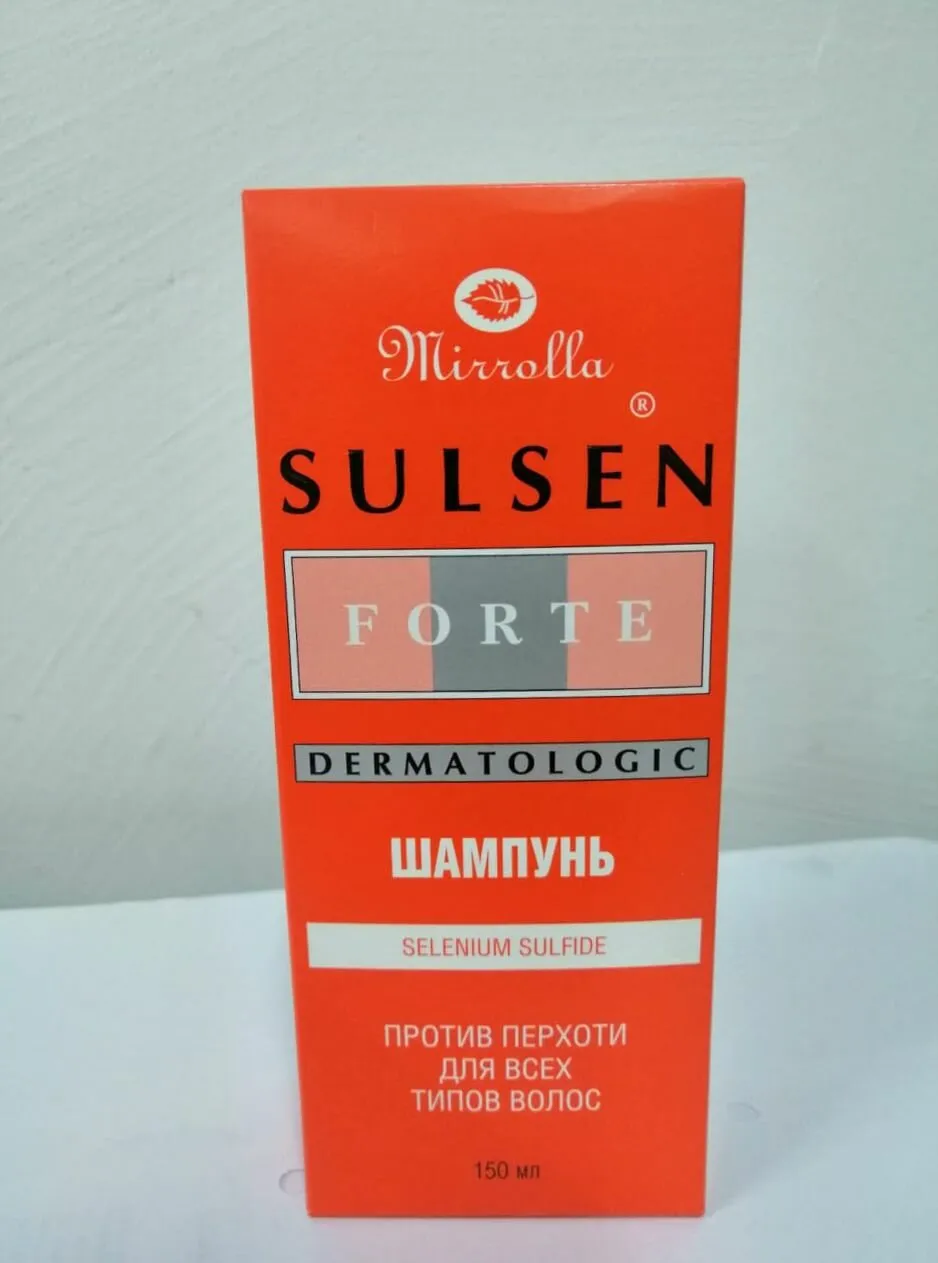 Mirrolla
®
SULSEN
FORTE
DERMATOLOGIC
ШАМПУНЬ
SELENIUM SULFIDE
ПРОТИВ ПЕРХОТИ
ДЛЯ ВСЕХ
ТИПОВ ВОЛОС
150 мл